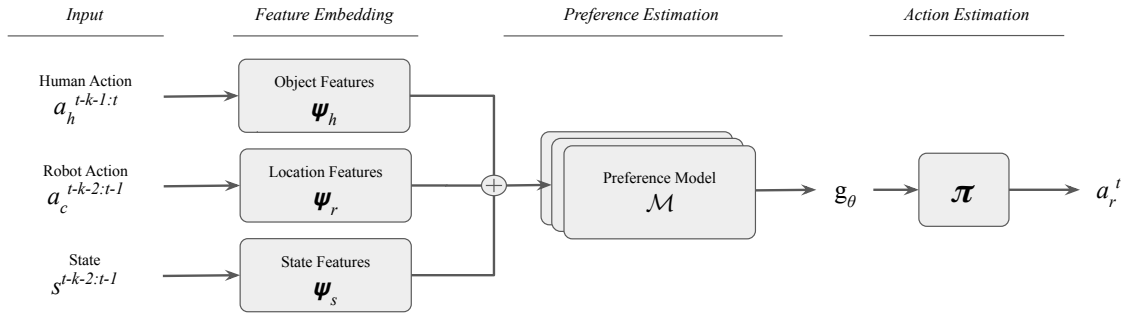 Input
Feature Embedding
Preference Estimation
Action Estimation
Human Action
a_h^{t-k-1:t}
Object Features
ψ_h
Robot Action
a_c^{t-k-2:t-1}
Location Features
ψ_r
+
Preference Model
M
g_θ
π
a_r^t
State
s^{t-k-2:t-1}
State Features
ψ_s